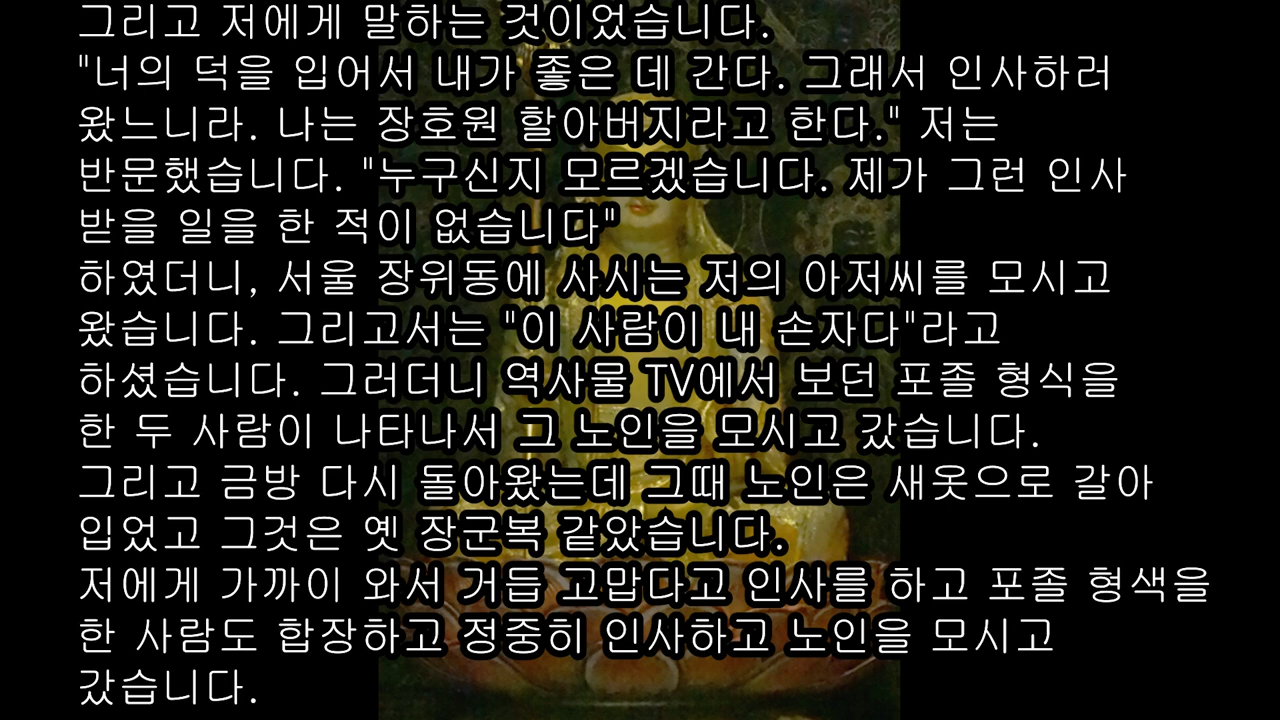 그리고 저에게 말하는 것이었습니다.
"너의 덕을 입어서 내가 좋은 데 간다. 그래서 인사하러
왔느니라. 나는 장호원 할아버지라고 한다." 저는
반문했습니다. "누구신지 모르겠습니다. 제가 그런 인사
받을 일을 한 적이 없습니다"
하였더니, 서울 장위동에 사시는 저의 아저씨를 모시고
왔습니다. 그리고서는 "이 사람이 내 손자다"라고
하셨습니다. 그러더니 역사물 TV에서 보던 포졸 형식을
한 두 사람이 나타나서 그 노인을 모시고 갔습니다.
그리고 금방 다시 돌아왔는데 그때 노인은 새옷으로 갈아
입었고 그것은 옛 장군복 같았습니다.
저에게 가까이 와서 거듭 고맙다고 인사를 하고 포졸 형색을
한 사람도 합장하고 정중히 인사하고 노인을 모시고
갔습니다.